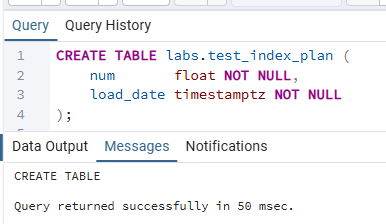 Query Query History
1 CREATE TABLE labs.test_index_plan (
2 num float NOT NULL,
3 load_date timestamptz NOT NULL
4 );
Data Output Messages Notifications
CREATE TABLE
Query returned successfully in 50 msec.